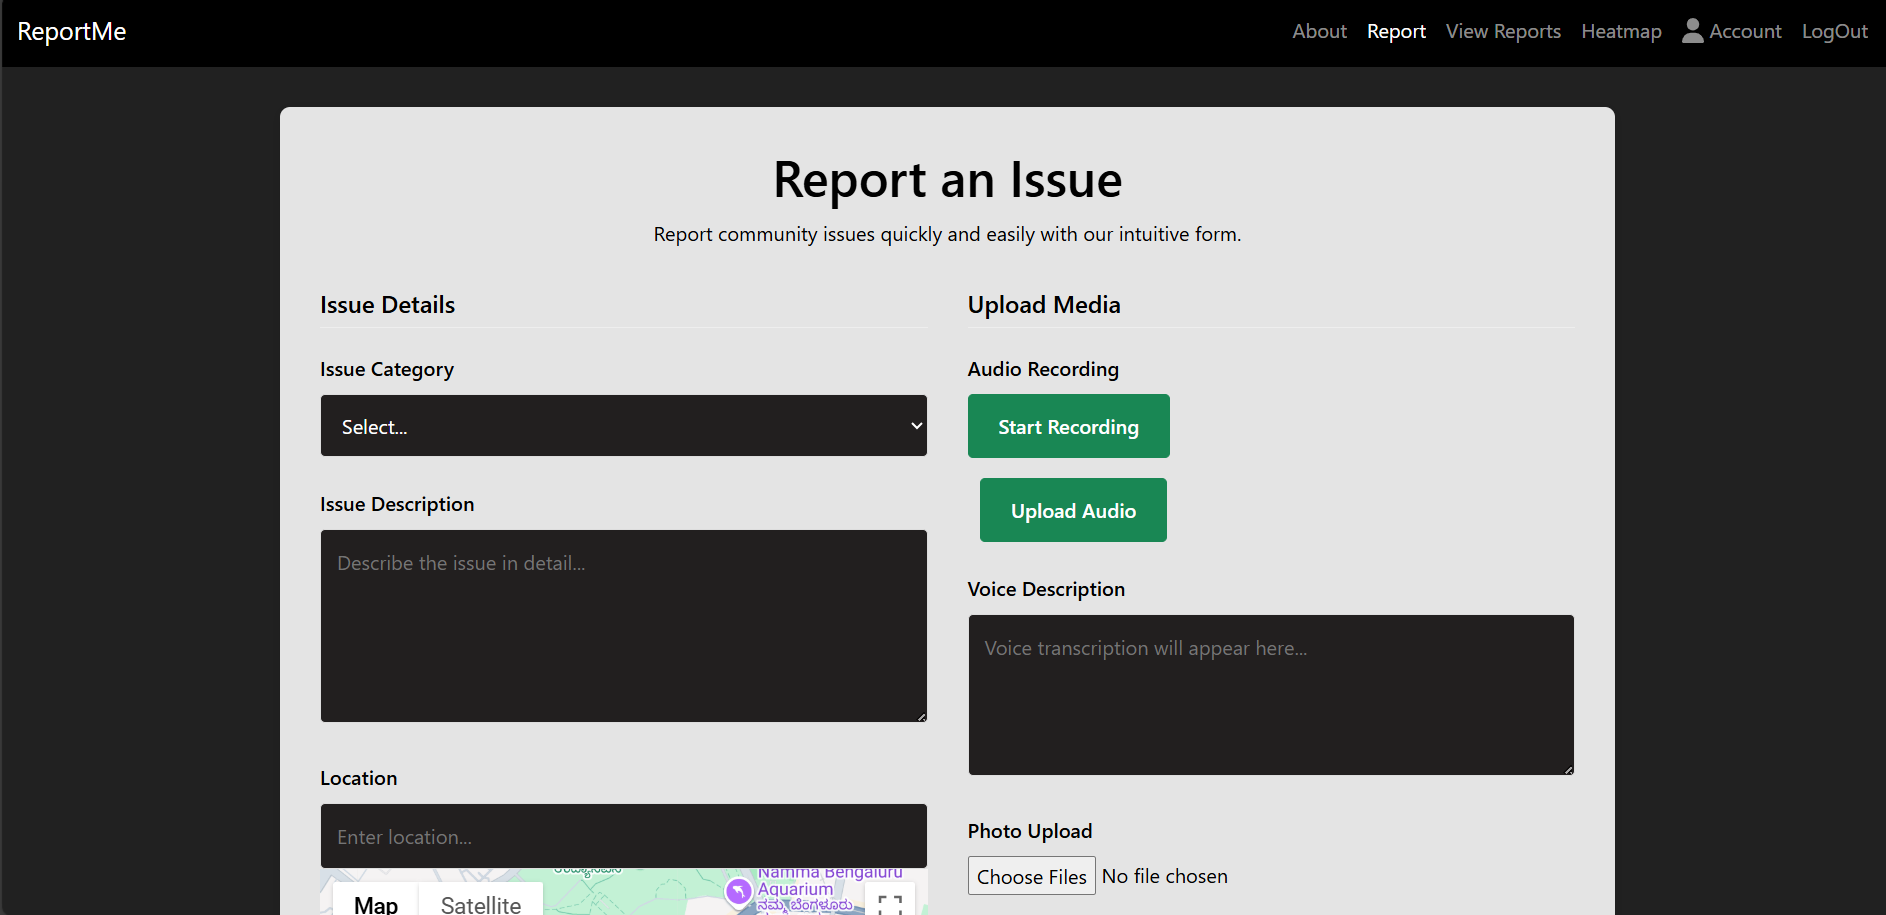 ReportMe
About
Report
View Reports
Heatmap
Account
LogOut
Report an Issue
Report community issues quickly and easily with our intuitive form.
Issue Details
Issue Category
Select...
Issue Description
Describe the issue in detail...
Location
Enter location...
Map
Satellite
Namma Bengaluru
Aquarium
ನಮ್ಮ ಬೆಂಗಳೂರು
Upload Media
Audio Recording
Start Recording
Upload Audio
Voice Description
Voice transcription will appear here...
Photo Upload
Choose Files No file chosen